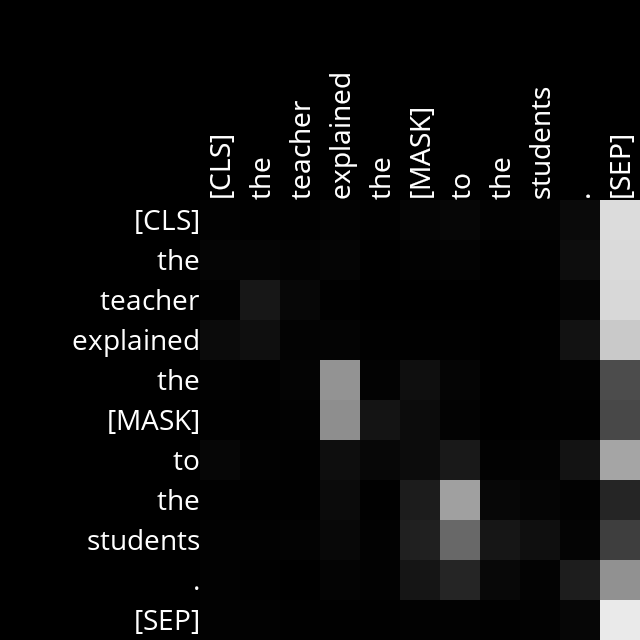 [CLS] the teacher explained the [MASK] to the students . [SEP]
[CLS]
the
teacher
explained
the
[MASK]
to
the
students
.
[SEP]